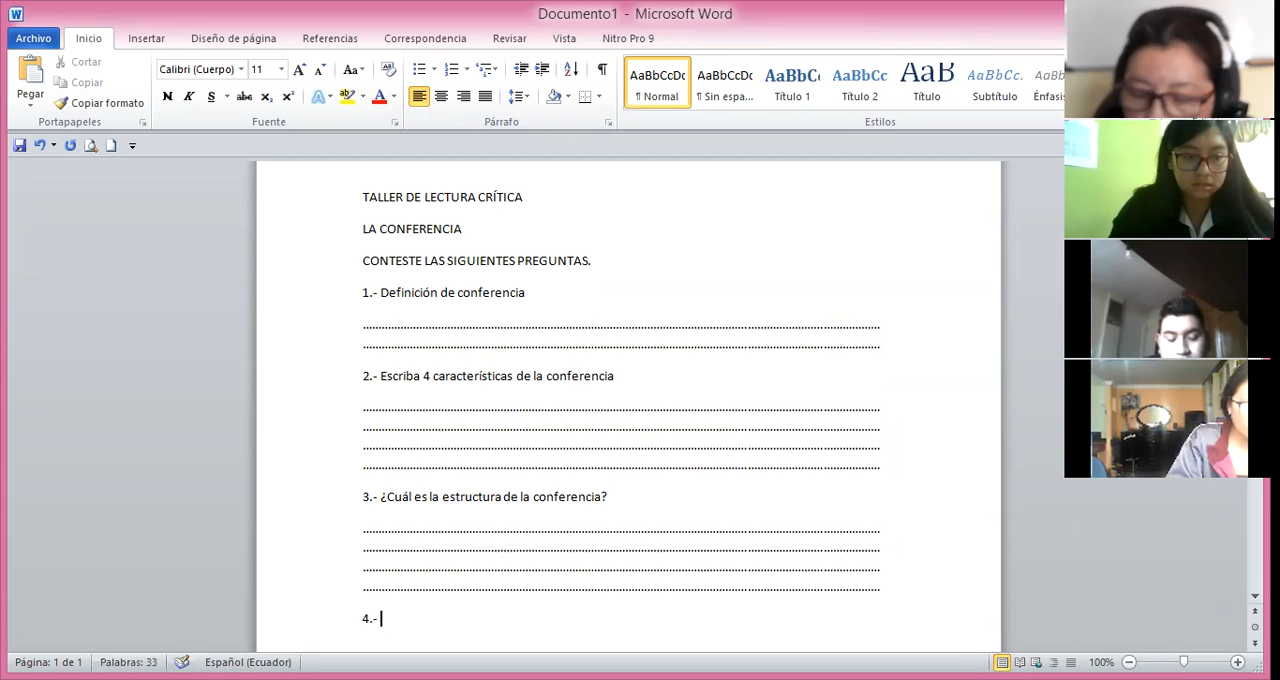 Documento1 - Microsoft Word
Archivo Inicio Insertar Diseño de página Referencias Correspondencia Revisar Vista Nitro Pro 9
Pegar
Cortar
Copiar
Copiar formato
Portapapeles
Calibri (Cuerpo) 11
Fuente
Párrafo
AaBbCcDc AaBbCcDc AaBbC AaBbCc AaB AaBbCc. AaBb
¶ Normal ¶ Sin espa... Título 1 Título 2 Título Subtítulo Énfasis
Estilos
TALLER DE LECTURA CRÍTICA
LA CONFERENCIA
CONTESTE LAS SIGUIENTES PREGUNTAS.
1.- Definición de conferencia
2.- Escriba 4 características de la conferencia
3.- ¿Cuál es la estructura de la conferencia?
4.-
Página: 1 de 1 Palabras: 33 Español (Ecuador) 100%